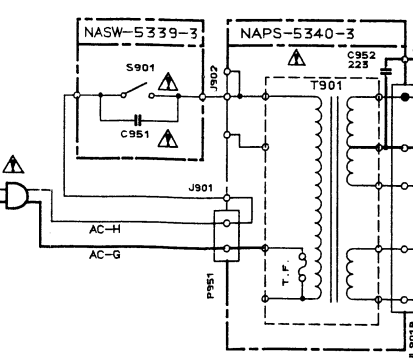 NASW-5339-3
NAPS-5340-3
S901
C951
J902
C952
223
T901
J901
AC-H
AC-G
P951
T.F.